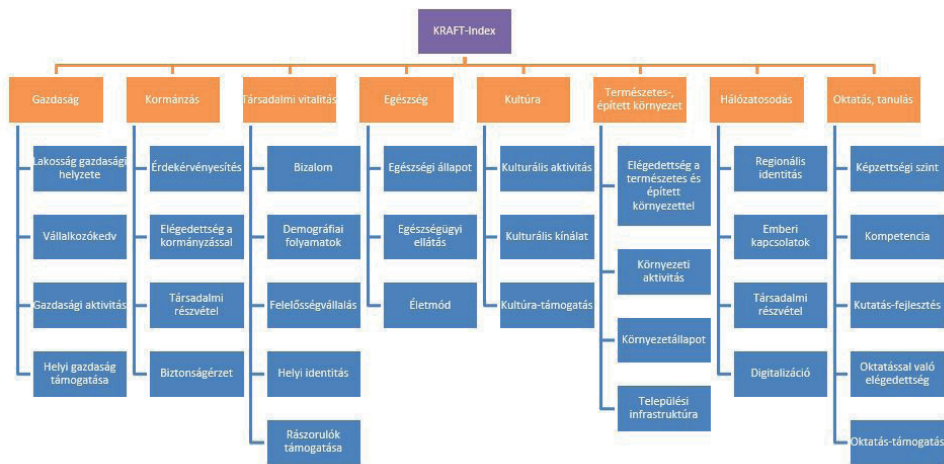 KRAFT-Index
Gazdaság
Lakosság gazdasági
helyzete
Vállalkozókedv
Gazdasági aktivitás
Helyi gazdaság
támogatása
Kormánzás
Érdekérvényesítés
Elégedettség a
kormányzással
Társadalmi
részvétel
Biztonságérzet
Társadalmi vitalitás
Bizalom
Demográfiai
folyamatok
Felelősségvállalás
Helyi identitás
Rászorulók
támogatása
Egészség
Egészségi állapot
Egészségügyi
ellátás
Életmód
Kultúra
Kulturális aktivitás
Kulturális kínálat
Kultúra-támogatás
Természetes-,
épített környezet
Elégedettség a
természetes és
épített
környezettel
Környezeti
aktivitás
Környezetállapot
Települési
infrastruktúra
Hálózatosodás
Regionális
identitás
Emberi
kapcsolatok
Társadalmi
részvétel
Digitalizáció
Oktatás, tanulás
Képzettségi szint
Kompetencia
Kutatás-fejlesztés
Oktatással való
elégedettség
Oktatás-támogatás